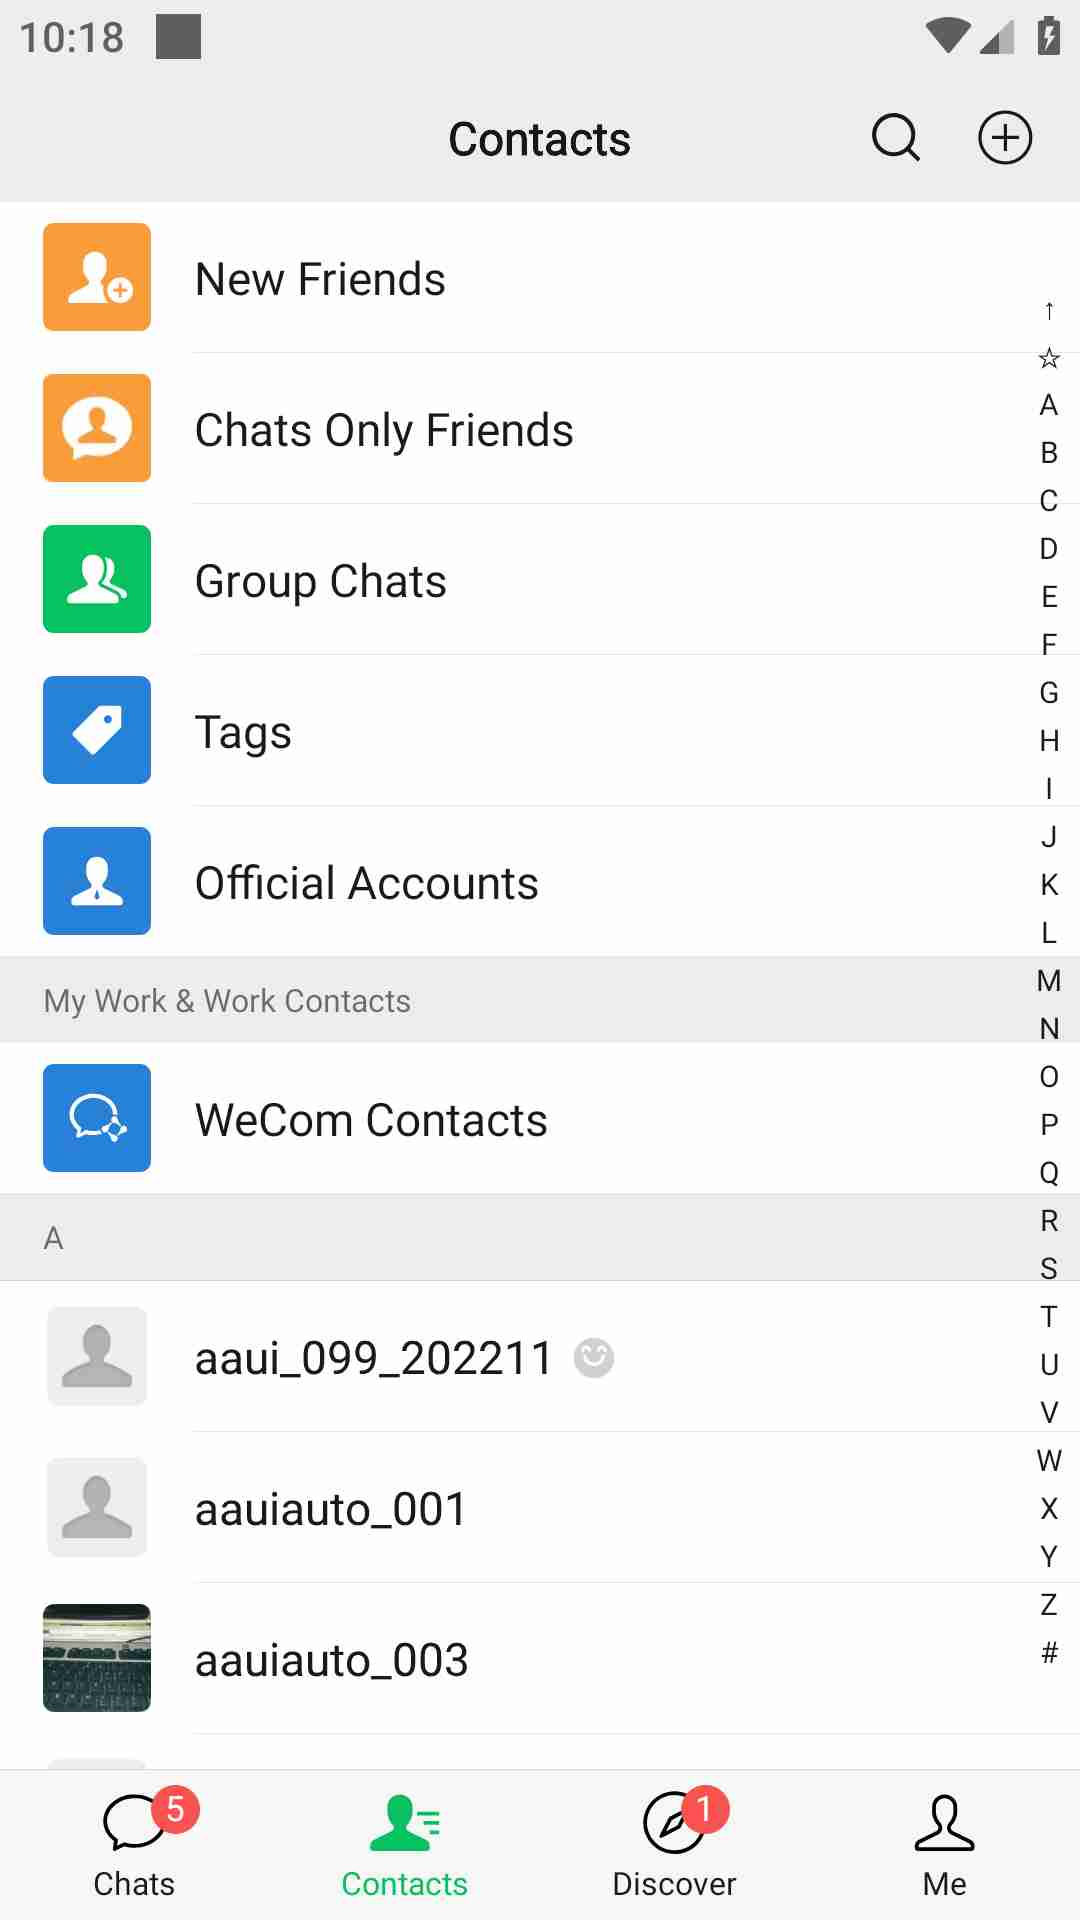 10:18
Contacts
New Friends
Chats Only Friends
Group Chats
Tags
Official Accounts
My Work & Work Contacts
WeCom Contacts
A
aaui_099_202211
aauiauto_001
aauiauto_003
↑
☆
A
B
C
D
E
F
G
H
I
J
K
L
M
N
O
P
Q
R
S
T
U
V
W
X
Y
Z
#
5
1
Chats
Contacts
Discover
Me